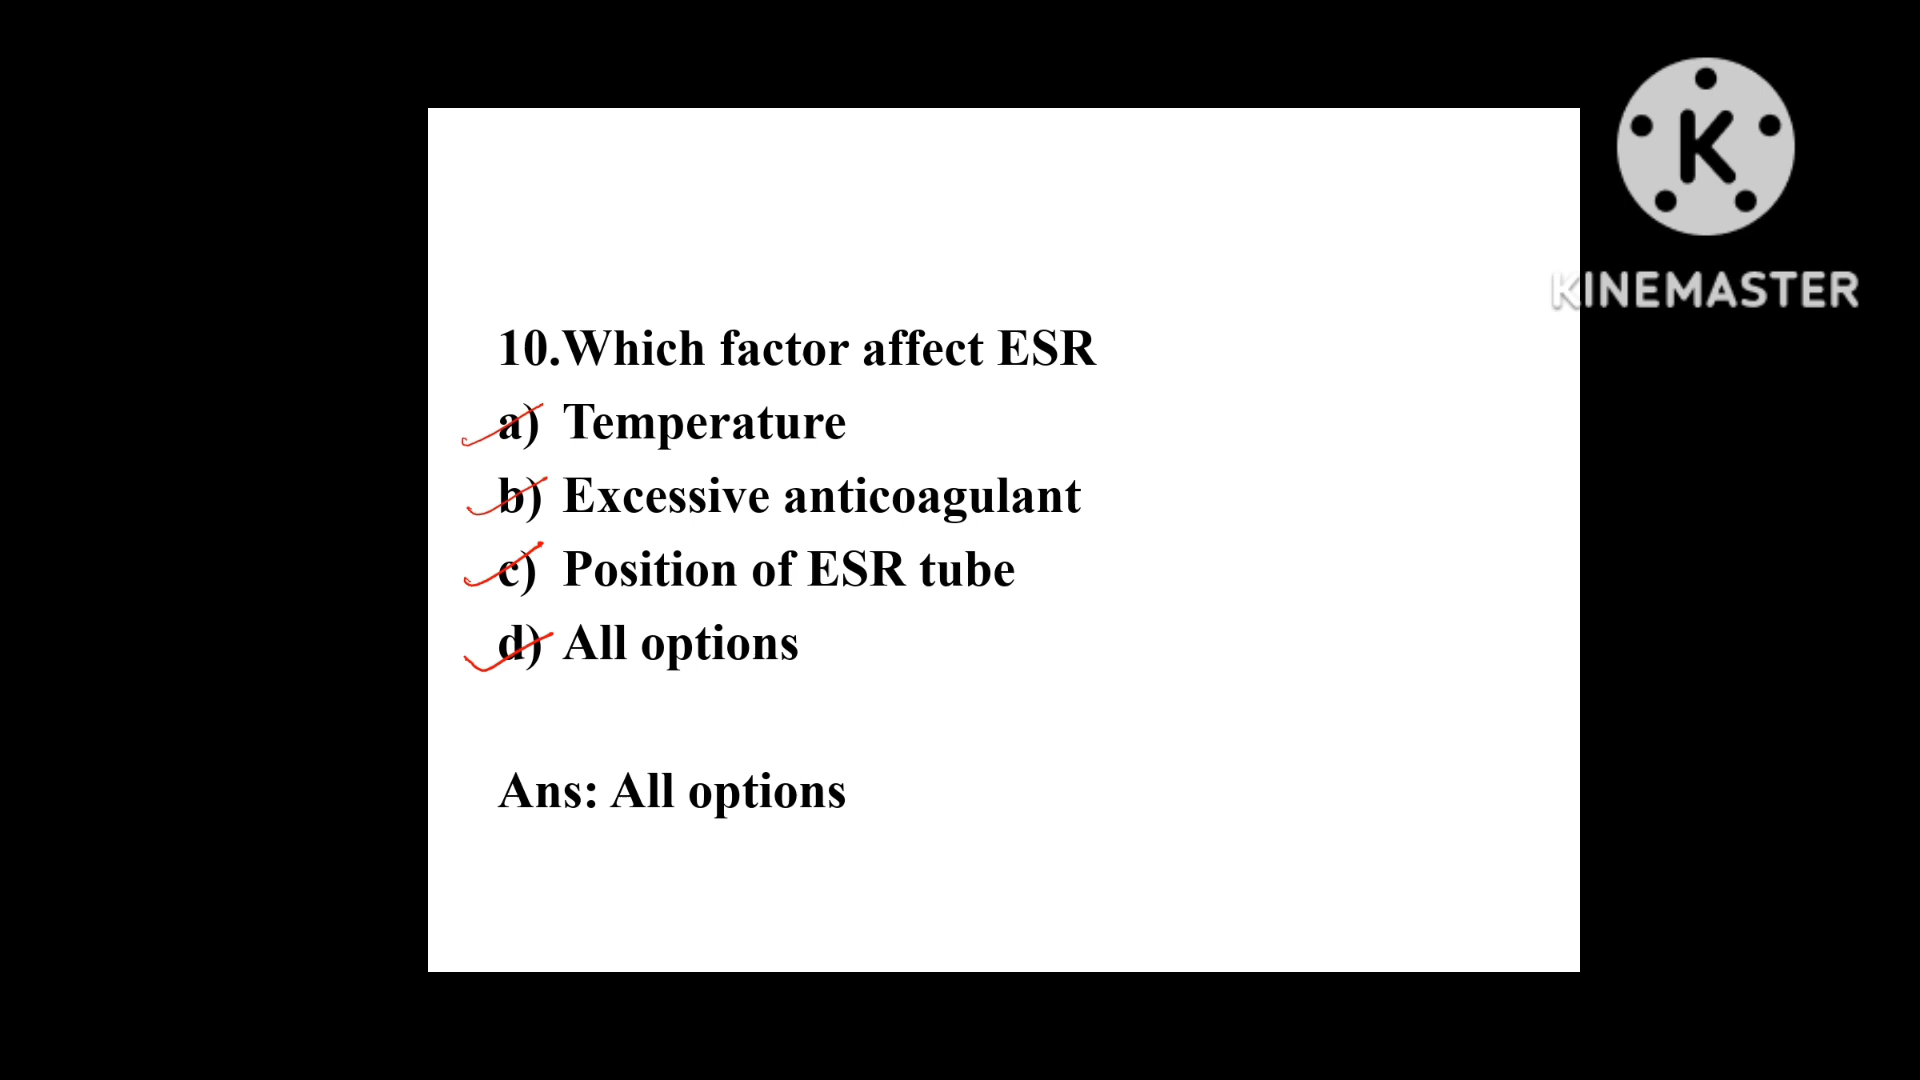 K
KINEMASTER
10.Which factor affect ESR
a) Temperature
b) Excessive anticoagulant
c) Position of ESR tube
d) All options
Ans: All options